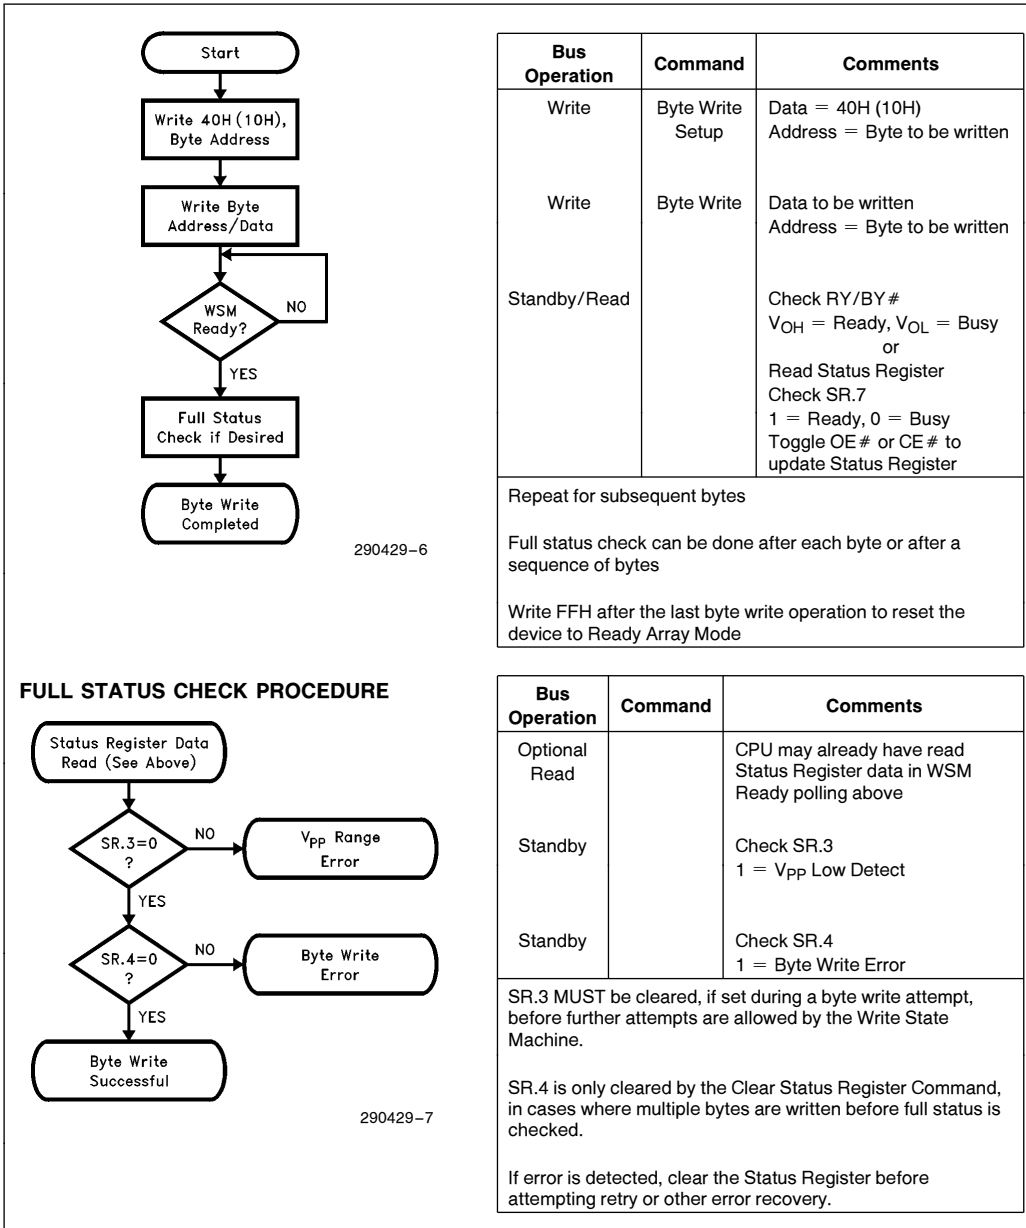 Start
Write 40H (10H),
Byte Address
Write Byte
Address/Data
WSM
Ready?
NO
YES
Full Status
Check if Desired
Byte Write
Completed
290429–6
Bus
Operation
Command
Comments
Write
Byte Write
Setup
Data = 40H (10H)
Address = Byte to be written
Write
Byte Write
Data to be written
Address = Byte to be written
Standby/Read
Check RY/BY#
VOH = Ready, VOL = Busy
or
Read Status Register
Check SR.7
1 = Ready, 0 = Busy
Toggle OE# or CE# to
update Status Register
Repeat for subsequent bytes
Full status check can be done after each byte or after a
sequence of bytes
Write FFH after the last byte write operation to reset the
device to Ready Array Mode
FULL STATUS CHECK PROCEDURE
Status Register Data
Read (See Above)
SR.3=0
?
NO
VPP Range
Error
YES
SR.4=0
?
NO
Byte Write
Error
YES
Byte Write
Successful
290429–7
Bus
Operation
Command
Comments
Optional
Read
CPU may already have read
Status Register data in WSM
Ready polling above
Standby
Check SR.3
1 = VPP Low Detect
Standby
Check SR.4
1 = Byte Write Error
SR.3 MUST be cleared, if set during a byte write attempt,
before further attempts are allowed by the Write State
Machine.
SR.4 is only cleared by the Clear Status Register Command,
in cases where multiple bytes are written before full status is
checked.
If error is detected, clear the Status Register before
attempting retry or other error recovery.